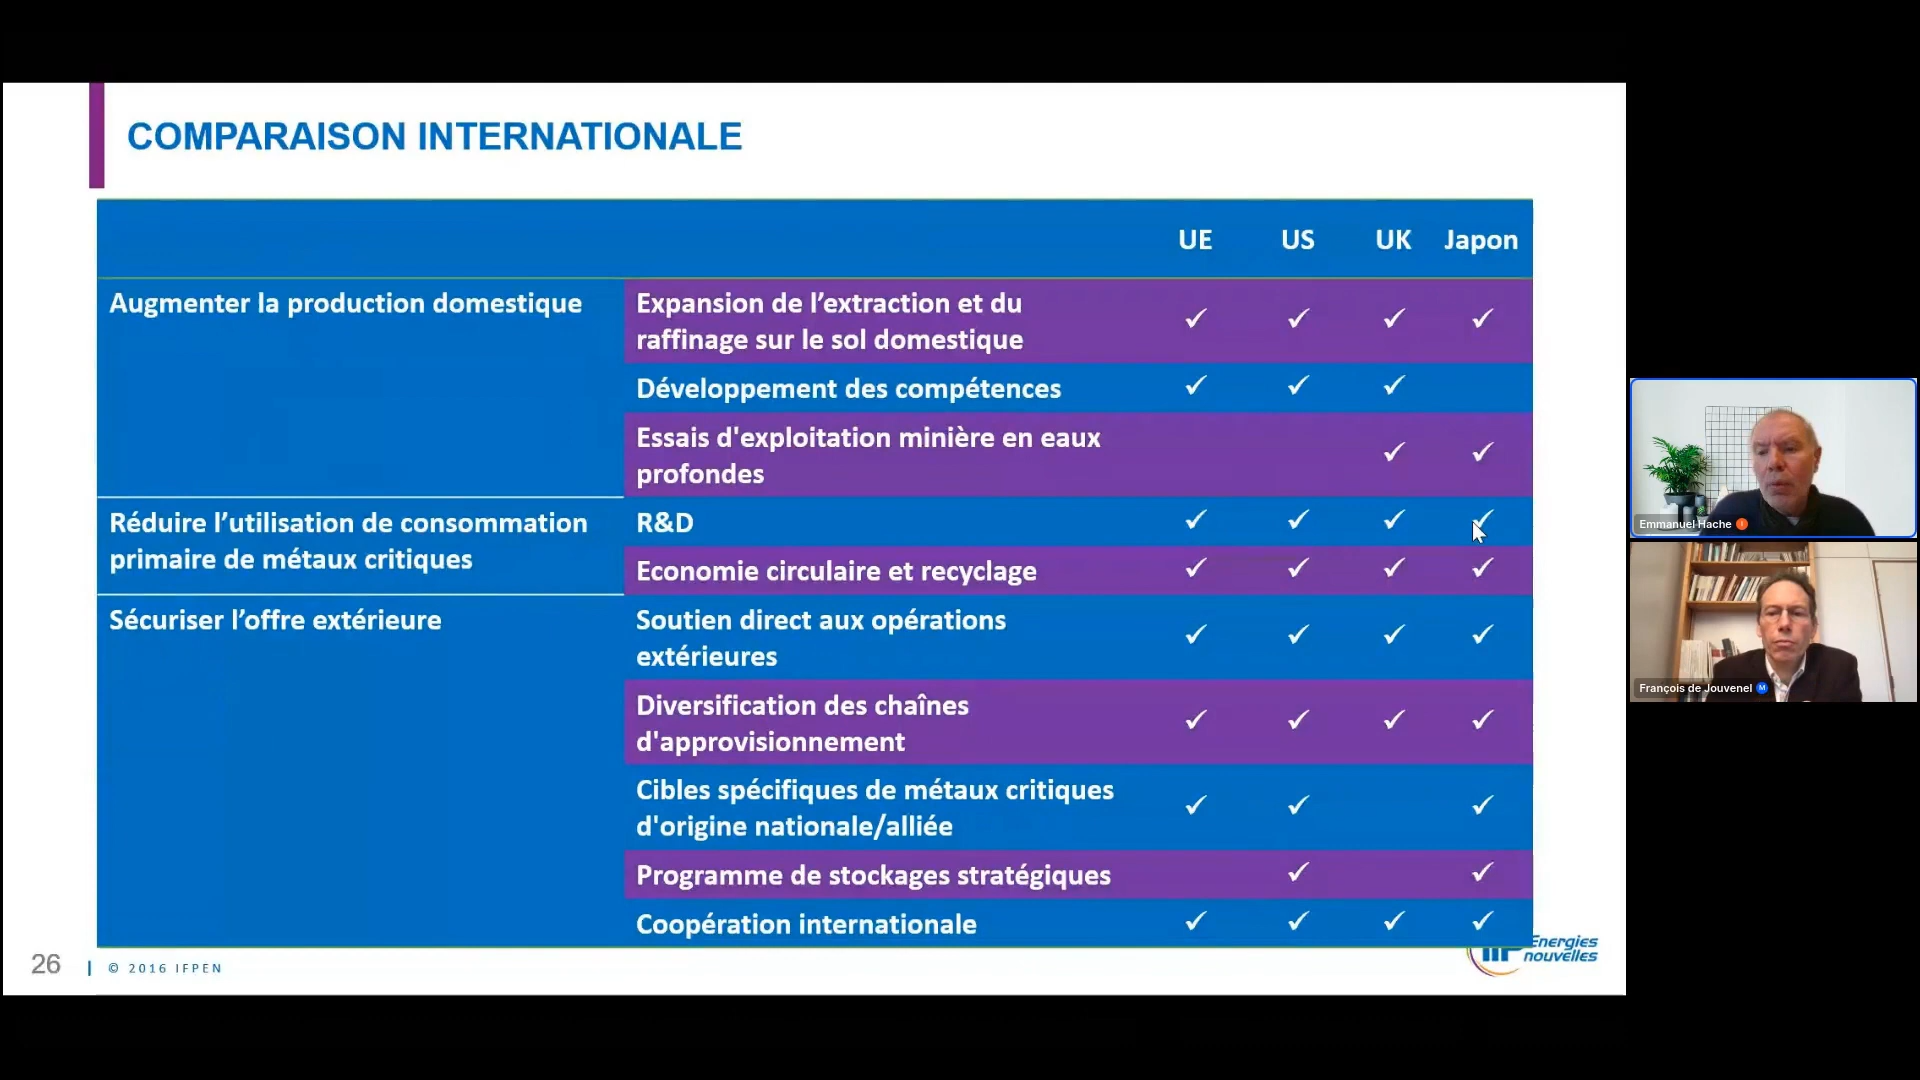 COMPARAISON INTERNATIONALE
UE US UK Japon
Augmenter la production domestique
Expansion de l’extraction et du
raffinage sur le sol domestique
✓ ✓ ✓ ✓
Développement des compétences
✓ ✓ ✓
Essais d'exploitation minière en eaux
profondes
✓ ✓
Réduire l’utilisation de consommation
primaire de métaux critiques
R&D
✓ ✓ ✓ ✓
Economie circulaire et recyclage
✓ ✓ ✓ ✓
Sécuriser l’offre extérieure
Soutien direct aux opérations
extérieures
✓ ✓ ✓ ✓
Diversification des chaînes
d'approvisionnement
✓ ✓ ✓ ✓
Cibles spécifiques de métaux critiques
d'origine nationale/alliée
✓ ✓ ✓
Programme de stockages stratégiques
✓ ✓
Coopération internationale
✓ ✓ ✓ ✓
26 | © 2016 IFPEN
Energies
nouvelles
Emmanuel Hache
François de Jouvenel M